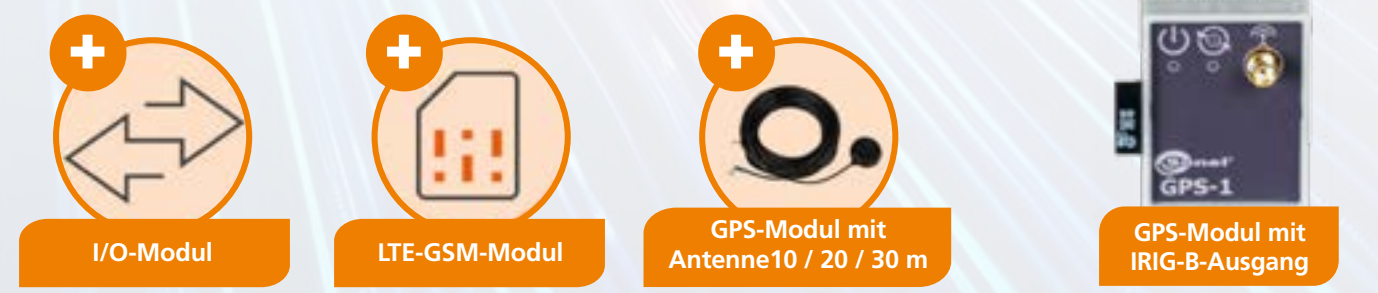 I/O-Modul
LTE-GSM-Modul
GPS-Modul mit
Antenne10 / 20 / 30 m
Sonel
GPS-1
GPS-Modul mit
IRIG-B-Ausgang